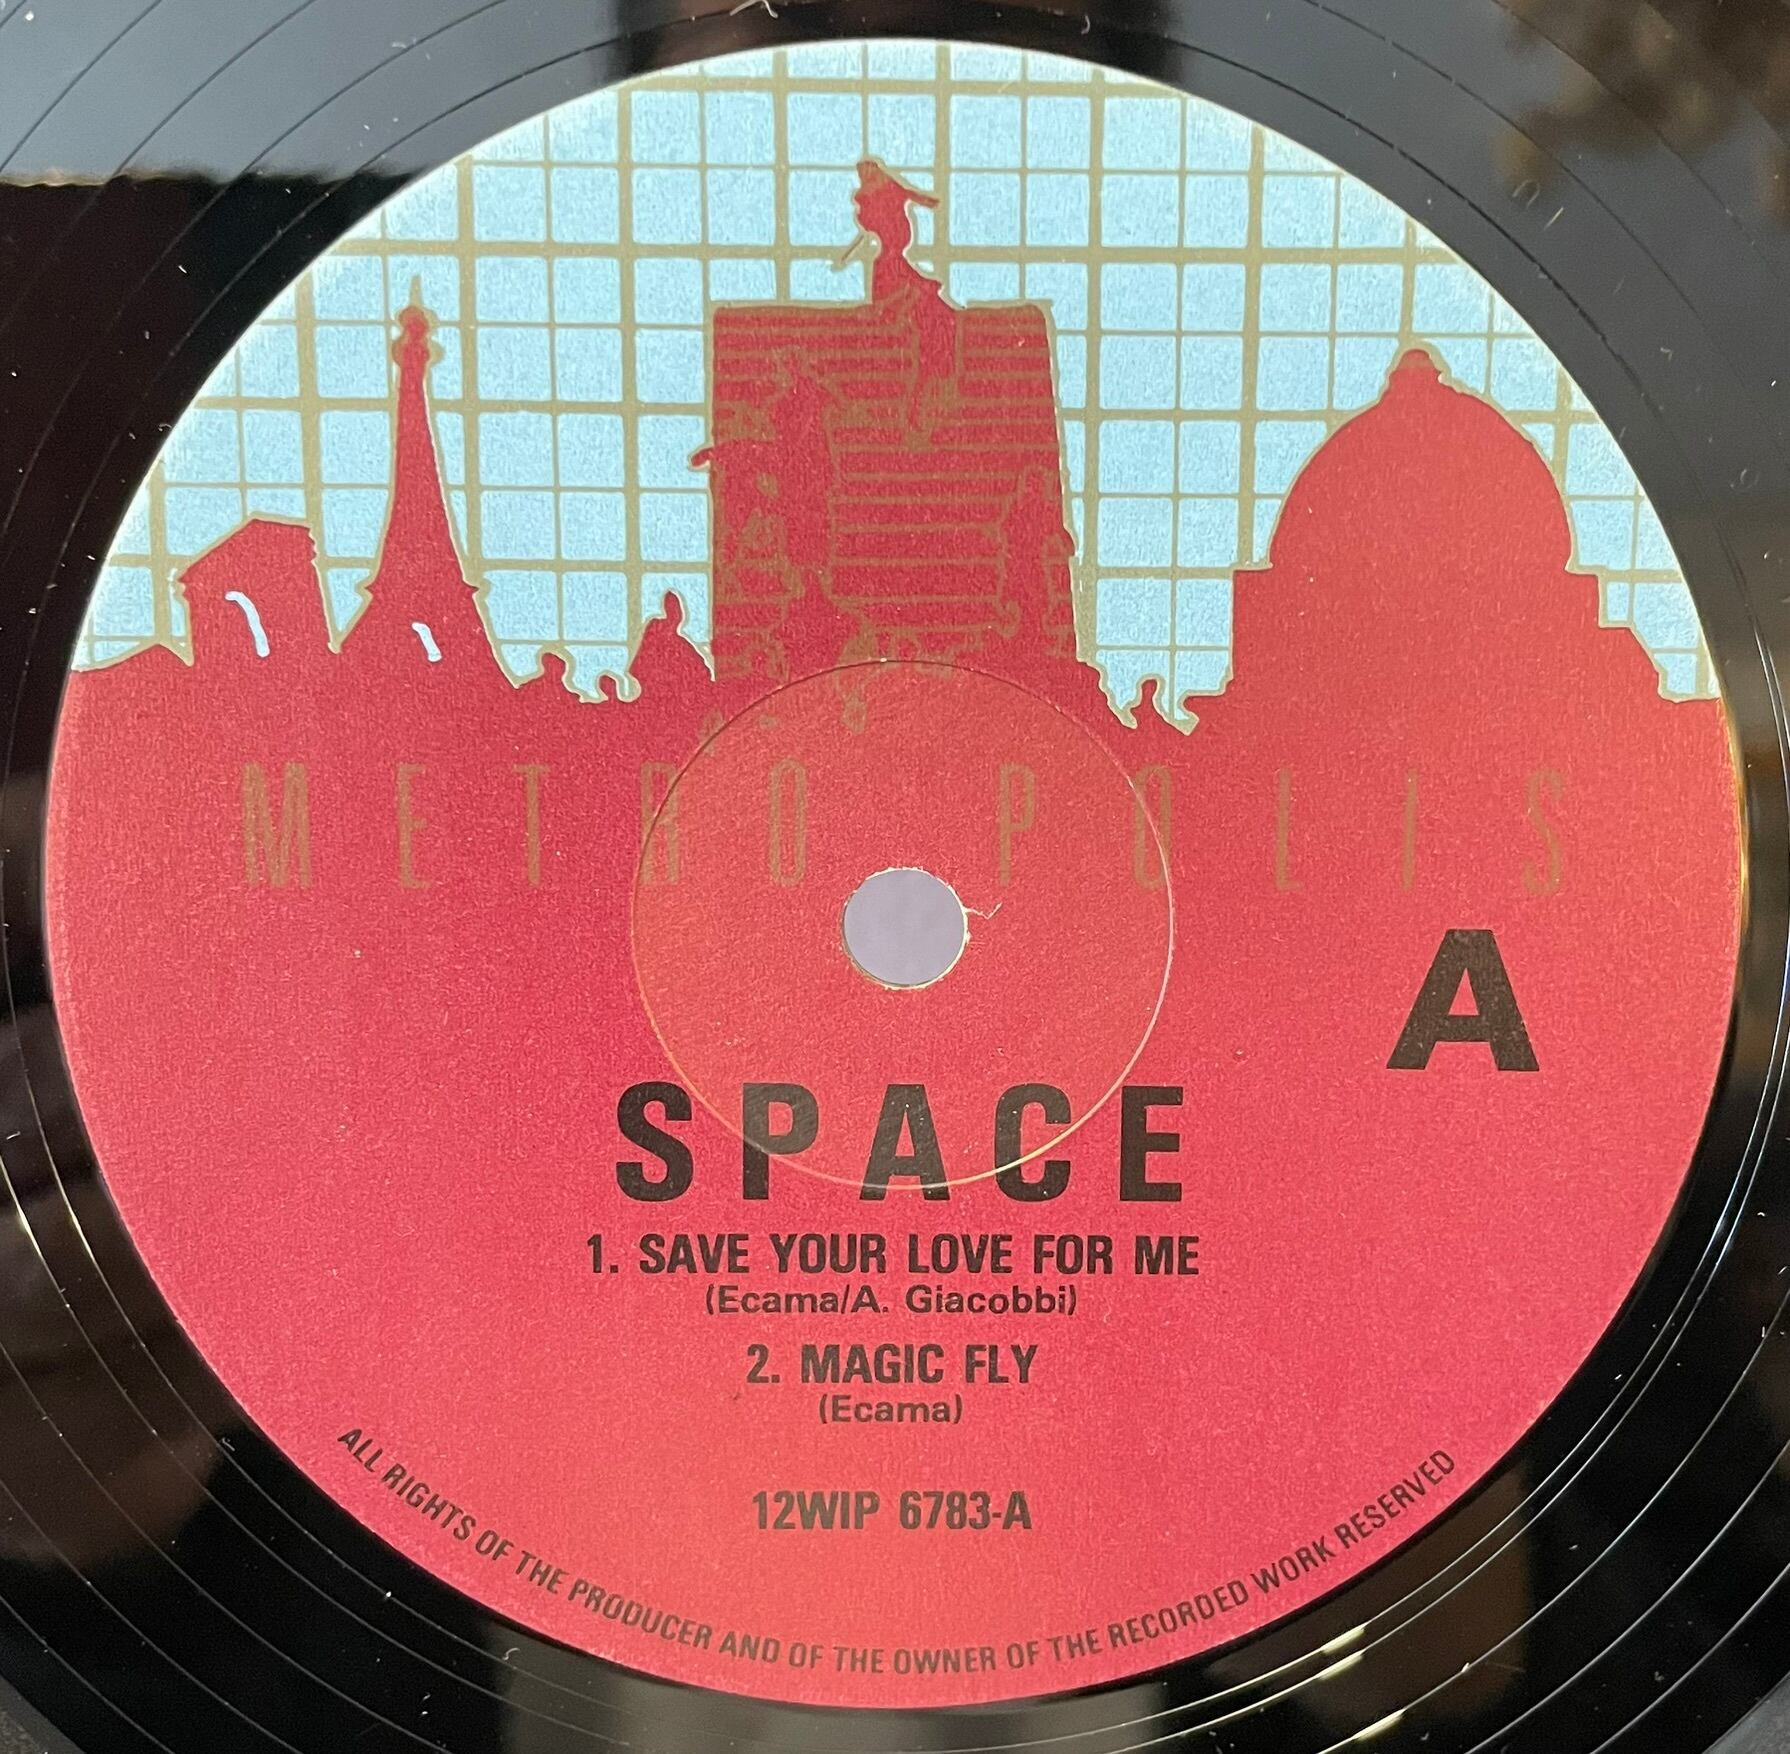 METROPOLIS
A
SPACE
1. SAVE YOUR LOVE FOR ME
(Ecama/A. Giacobbi)
2. MAGIC FLY
(Ecama)
12WIP 6783-A
ALL RIGHTS OF THE PRODUCER AND OF THE OWNER OF THE RECORDED WORK RESERVED